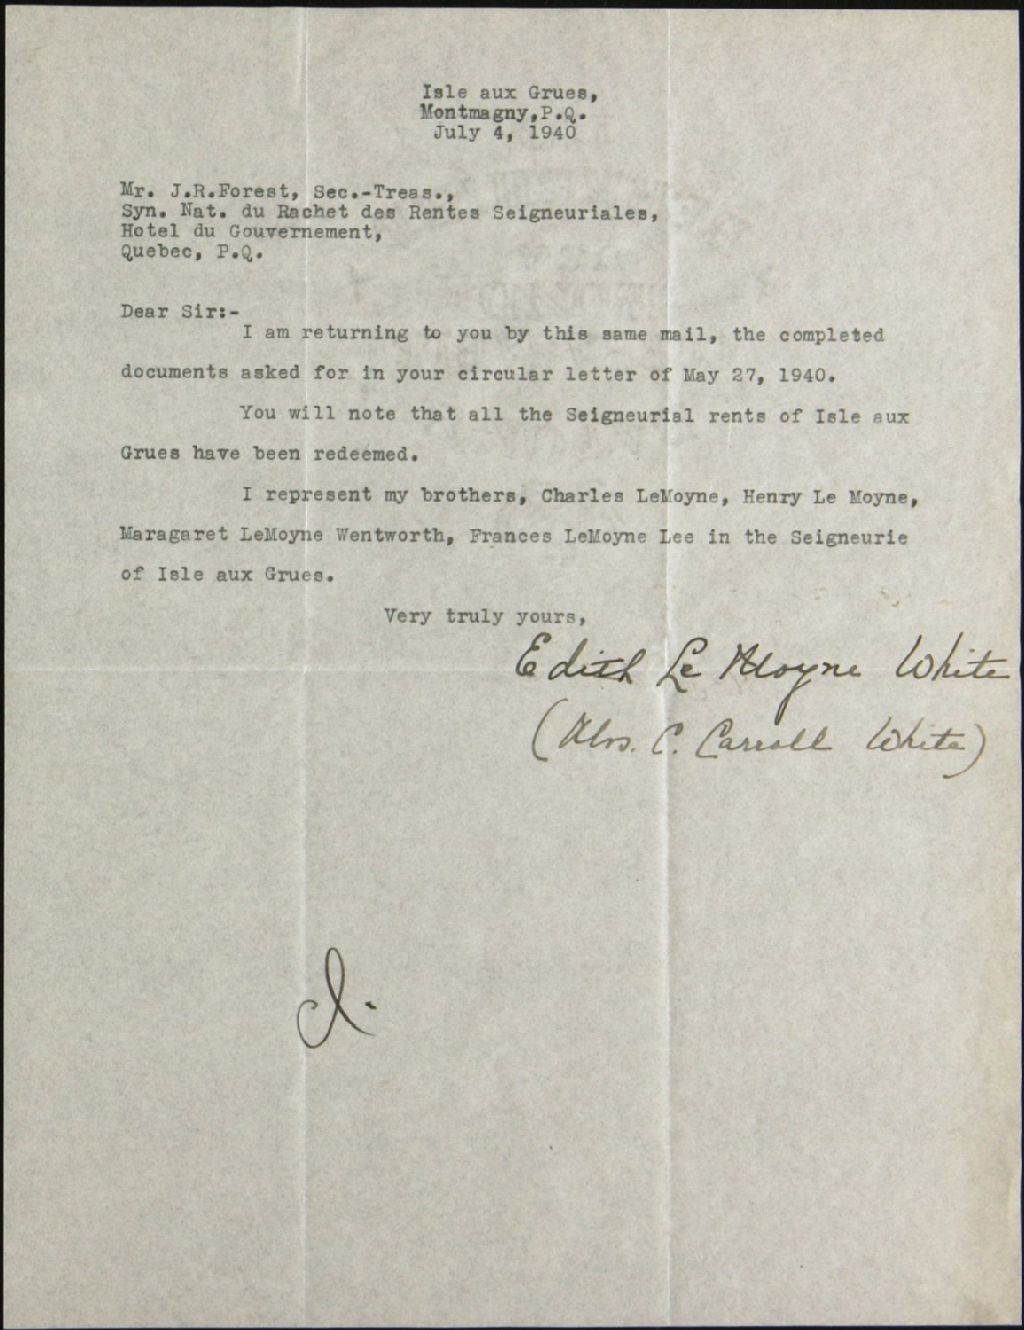 Isle aux Grues,
Montmagny,P.Q.
July 4, 1940
Mr. J.R.Forest, Sec.-Treas.,
Syn. Nat. du Rachet des Rentes Seigneuriales,
Hotel du Gouvernement,
Quebec, P.Q.
Dear Sir:-
I am returning to you by this same mail, the completed
documents asked for in your circular letter of May 27, 1940.
You will note that all the Seigneurial rents of Isle aux
Grues have been redeemed.
I represent my brothers, Charles LeMoyne, Henry Le Moyne,
Maragaret LeMoyne Wentworth, Frances LeMoyne Lee in the Seigneurie
of Isle aux Grues.
Very truly yours,
Edith Le Moyne White
(Mrs. C. Carroll White)